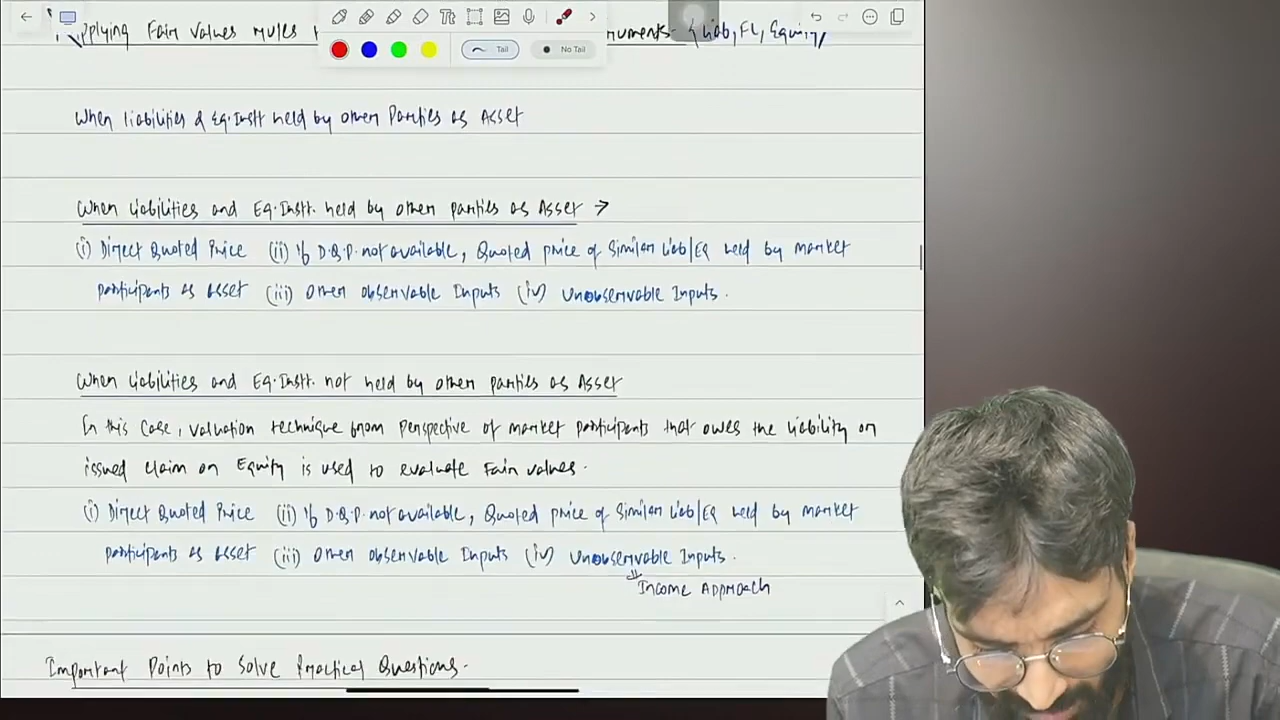 Tail
No Tail
pplying Fair Values Rules
ruments- (Liab, FL, Equity)
When liabilities & Eq. Instt held by other Parties as Asset
When Liabilities and Eq. Instt. held by other parties as Asset →
(i) Direct Quoted Price (ii) If D.Q.P. not available, Quoted price of Similar Liab/EQ held by market
participants as asset (iii) Other observable Inputs (iv) Unobservable Inputs.
When Liabilities and Eq. Instt. not held by other parties as Asset
In this Case, valuation technique from perspective of market participants that owes the liability or
issued claim on Equity is used to evaluate Fair values.
(i) Direct Quoted Price (ii) If D.Q.P. not available, Quoted price of Similar Liab/EQ held by market
participants as asset (iii) Other observable Inputs (iv) Unobservable Inputs.
Income Approach
Important Points to Solve Practical Questions.